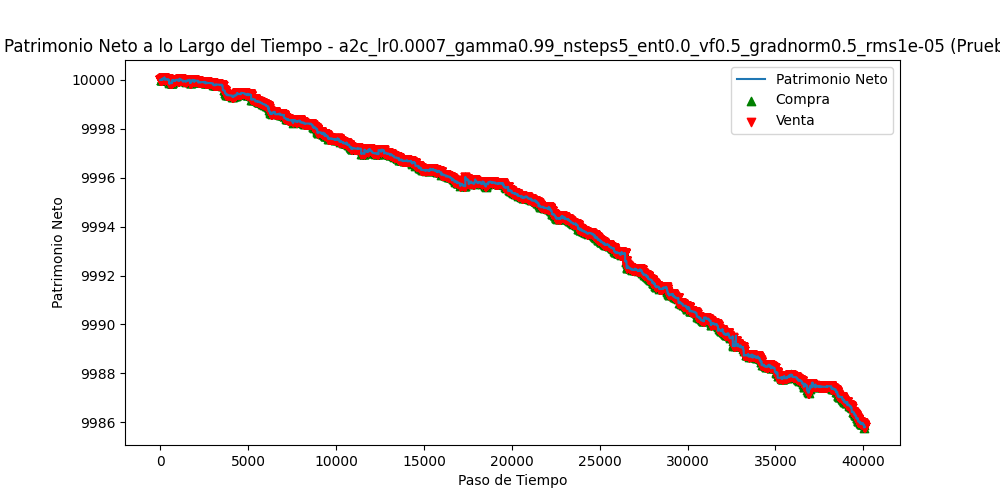 Patrimonio Neto a lo Largo del Tiempo - a2c_lr0.0007_gamma0.99_nsteps5_ent0.0_vf0.5_gradnorm0.5_rms1e-05 (Prueb
Patrimonio Neto
Compra
Venta
10000
9998
9996
9994
9992
9990
9988
9986
Patrimonio Neto
0
5000
10000
15000
20000
25000
30000
35000
40000
Paso de Tiempo